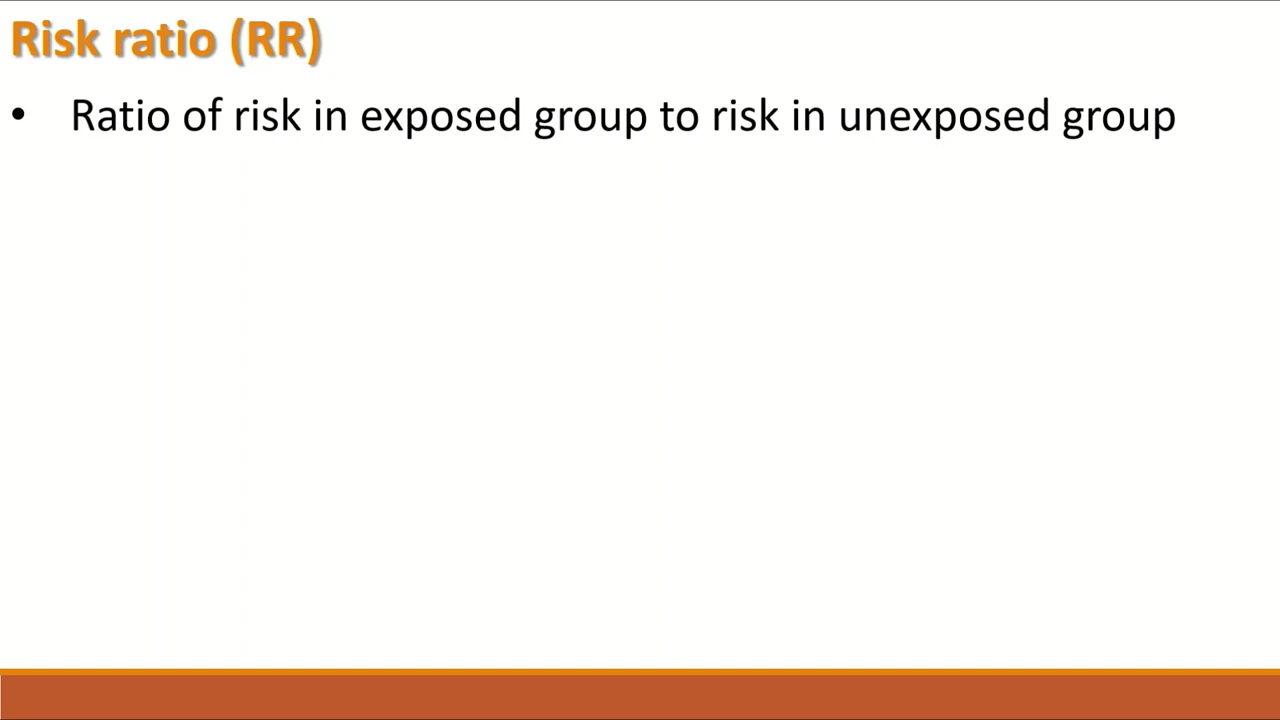 Risk ratio (RR)
• Ratio of risk in exposed group to risk in unexposed group